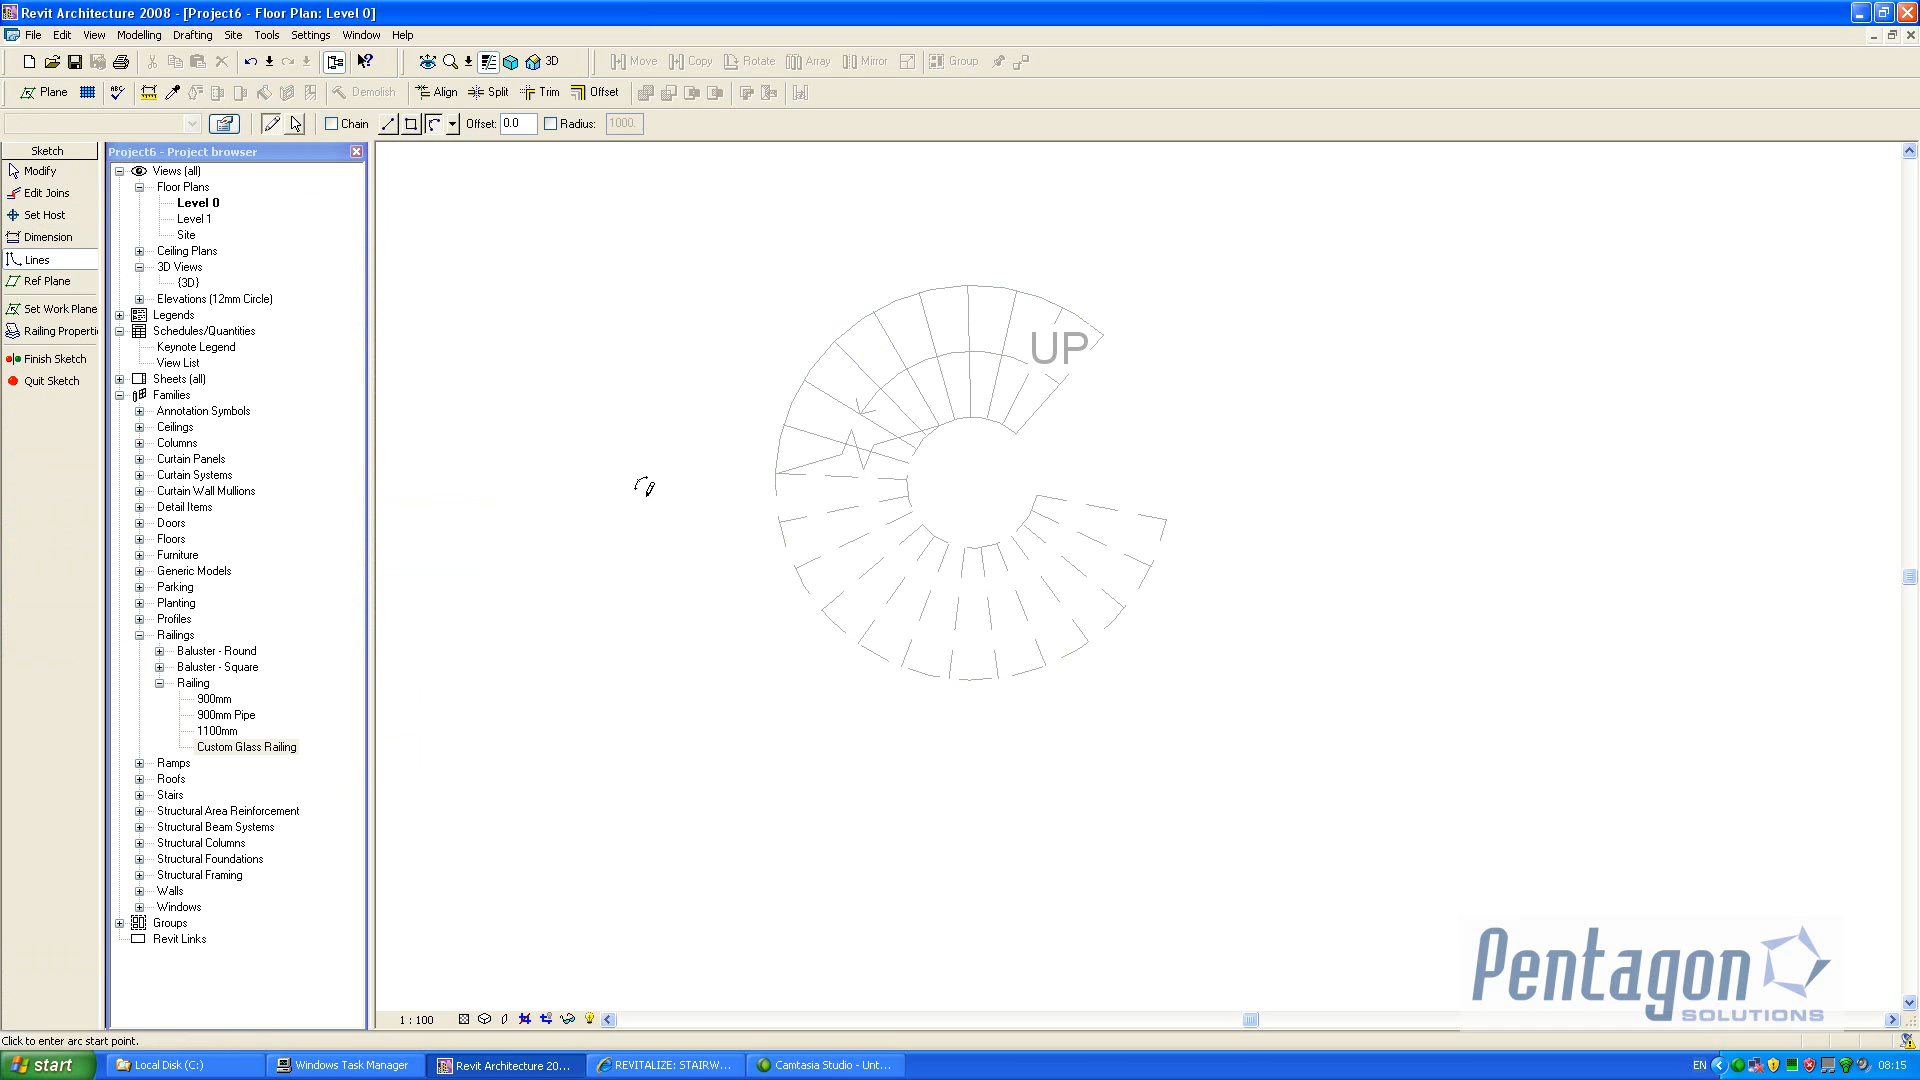 Revit Architecture 2008 - [Project6 - Floor Plan: Level 0]
File Edit View Modelling Drafting Site Tools Settings Window Help
3D Move Copy Rotate Array Mirror Group
Plane Demolish Align Split Trim Offset
Chain Offset: 0.0 Radius: 1000.
Sketch
Modify
Edit Joins
Set Host
Dimension
Lines
Ref Plane
Set Work Plane
Railing Properti
Finish Sketch
Quit Sketch
Project6 - Project browser
Views (all)
Floor Plans
Level 0
Level 1
Site
Ceiling Plans
3D Views
{3D}
Elevations (12mm Circle)
Legends
Schedules/Quantities
Keynote Legend
View List
Sheets (all)
Families
Annotation Symbols
Ceilings
Columns
Curtain Panels
Curtain Systems
Curtain Wall Mullions
Detail Items
Doors
Floors
Furniture
Generic Models
Parking
Planting
Profiles
Railings
Baluster - Round
Baluster - Square
Railing
900mm
900mm Pipe
1100mm
Custom Glass Railing
Ramps
Roofs
Stairs
Structural Area Reinforcement
Structural Beam Systems
Structural Columns
Structural Foundations
Structural Framing
Walls
Windows
Groups
Revit Links
UP
Pentagon
SOLUTIONS
1 : 100
Click to enter arc start point.
start Local Disk (C:) Windows Task Manager Revit Architecture 20... REVITALIZE: STAIRW... Camtasia Studio - Unt... EN 08:15